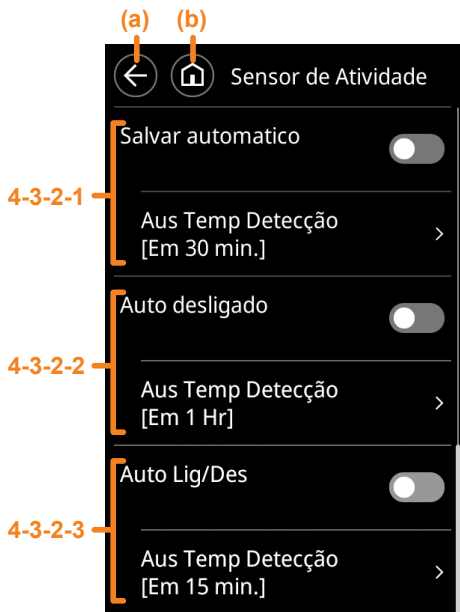 (a) (b)
Sensor de Atividade
4-3-2-1
Salvar automatico
Aus Temp Detecção
[Em 30 min.]
4-3-2-2
Auto desligado
Aus Temp Detecção
[Em 1 Hr]
4-3-2-3
Auto Lig/Des
Aus Temp Detecção
[Em 15 min.]